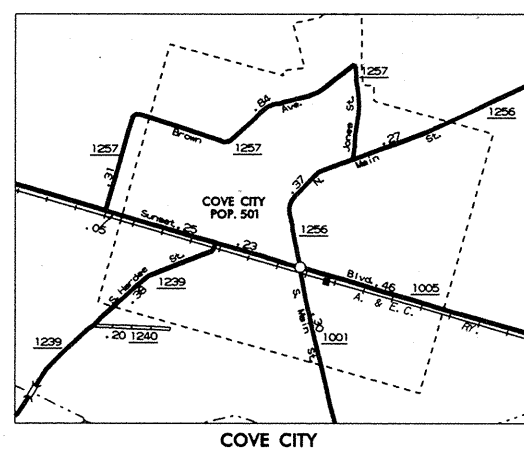 1257
1256
.84
Ave.
Jones St.
Brown
1257
1257
.27
N. Main St.
.31
.37
COVE CITY
POP. 501
Sunset
.25
.05
1256
.23
S. Hardee St.
.38
1239
Blvd.
.46
1005
A. & E. C. RY.
S. Main St.
.30
1239
.20
1240
1001
COVE CITY